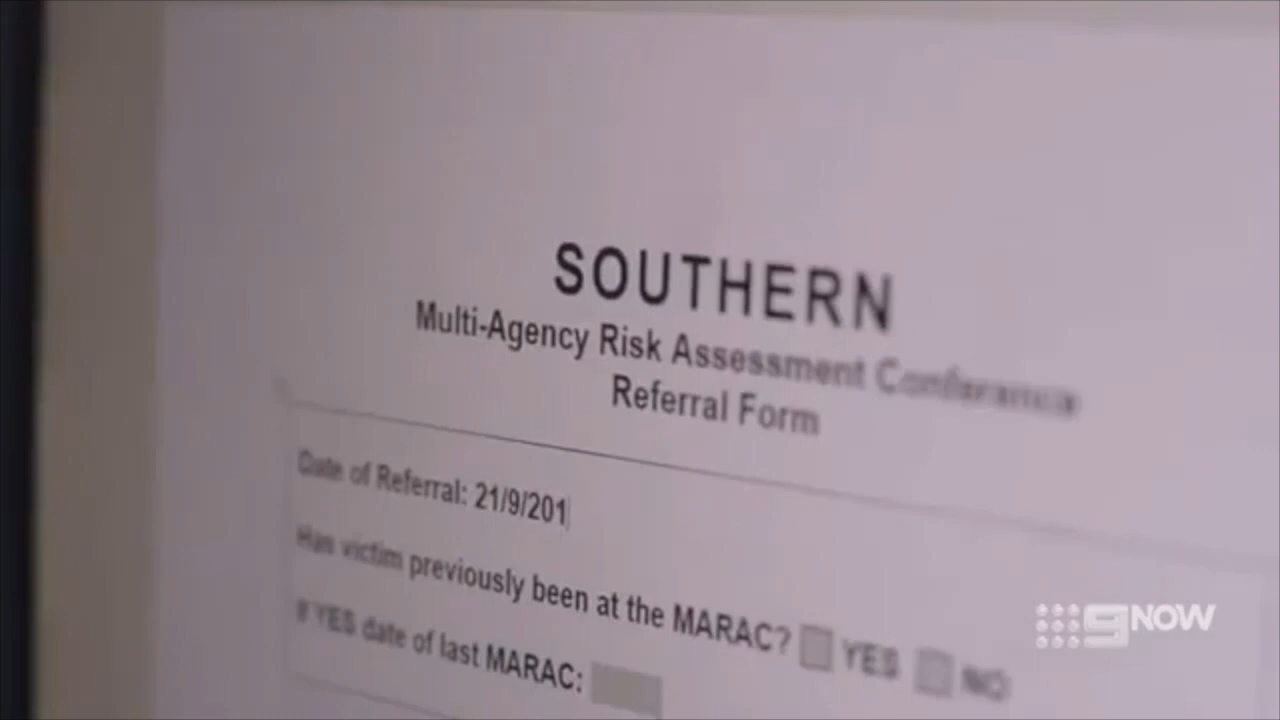 SOUTHERN
Multi-Agency Risk Assessment Conference
Referral Form
Date of Referral: 21/9/201
Has victim previously been at the MARAC? YES NO
If YES date of last MARAC:
9NOW